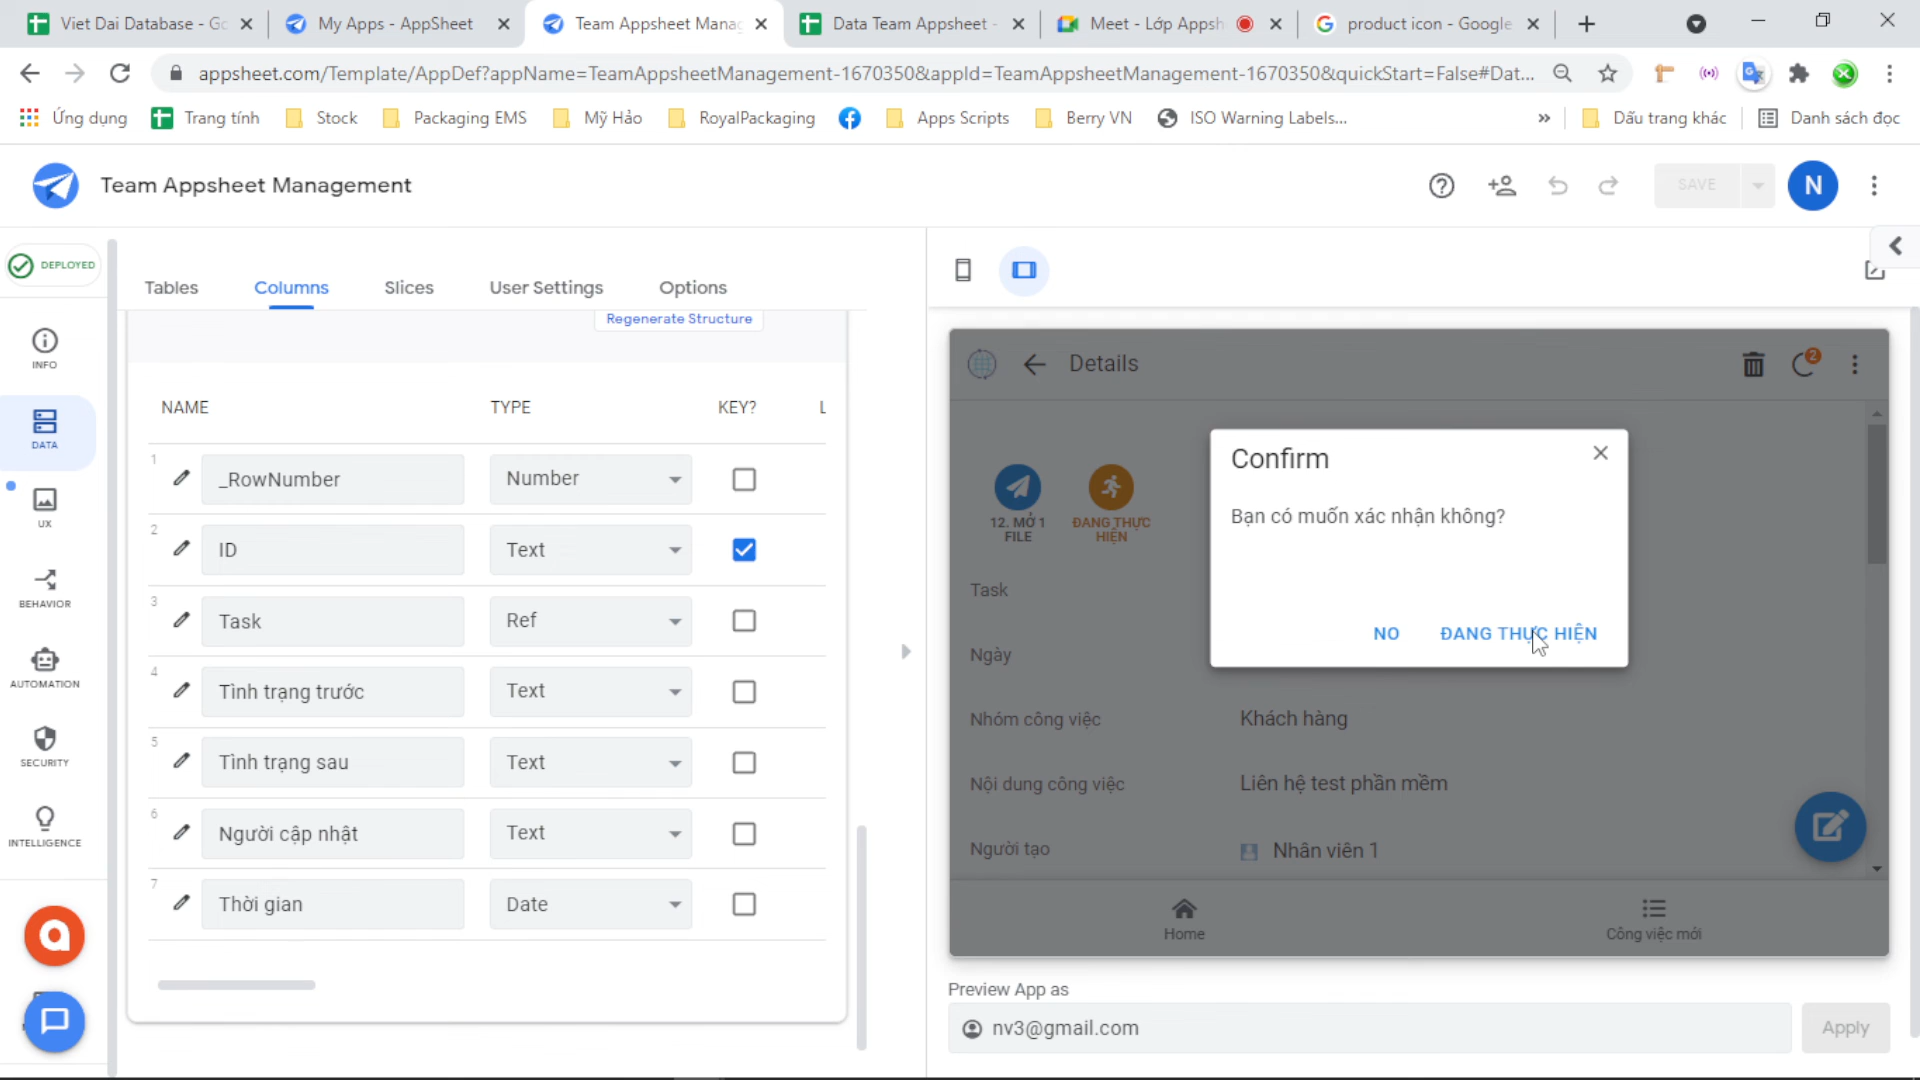 Viet Dai Database - Go
My Apps - AppSheet
Team Appsheet Manag
Data Team Appsheet -
Meet - Lớp Appsh
product icon - Google
appsheet.com/Template/AppDef?appName=TeamAppsheetManagement-1670350&appId=TeamAppsheetManagement-1670350&quickStart=False#Dat...
Ứng dụng
Trang tính
Stock
Packaging EMS
Mỹ Hảo
RoyalPackaging
Apps Scripts
Berry VN
ISO Warning Labels...
»
Dấu trang khác
Danh sách đọc
Team Appsheet Management
SAVE
N
DEPLOYED
INFO
DATA
UX
BEHAVIOR
AUTOMATION
SECURITY
INTELLIGENCE
Tables
Columns
Slices
User Settings
Options
Regenerate Structure
NAME
TYPE
KEY?
L
1
_RowNumber
Number
2
ID
Text
3
Task
Ref
4
Tình trạng trước
Text
5
Tình trạng sau
Text
6
Người cập nhật
Text
7
Thời gian
Date
Details
2
12. MỞ 1
FILE
ĐANG THỰC
HIỆN
Confirm
Bạn có muốn xác nhận không?
NO
ĐANG THỰC HIỆN
Task
Ngày
Nhóm công việc
Khách hàng
Nội dung công việc
Liên hệ test phần mềm
Người tạo
Nhân viên 1
Home
Công việc mới
Preview App as
nv3@gmail.com
Apply